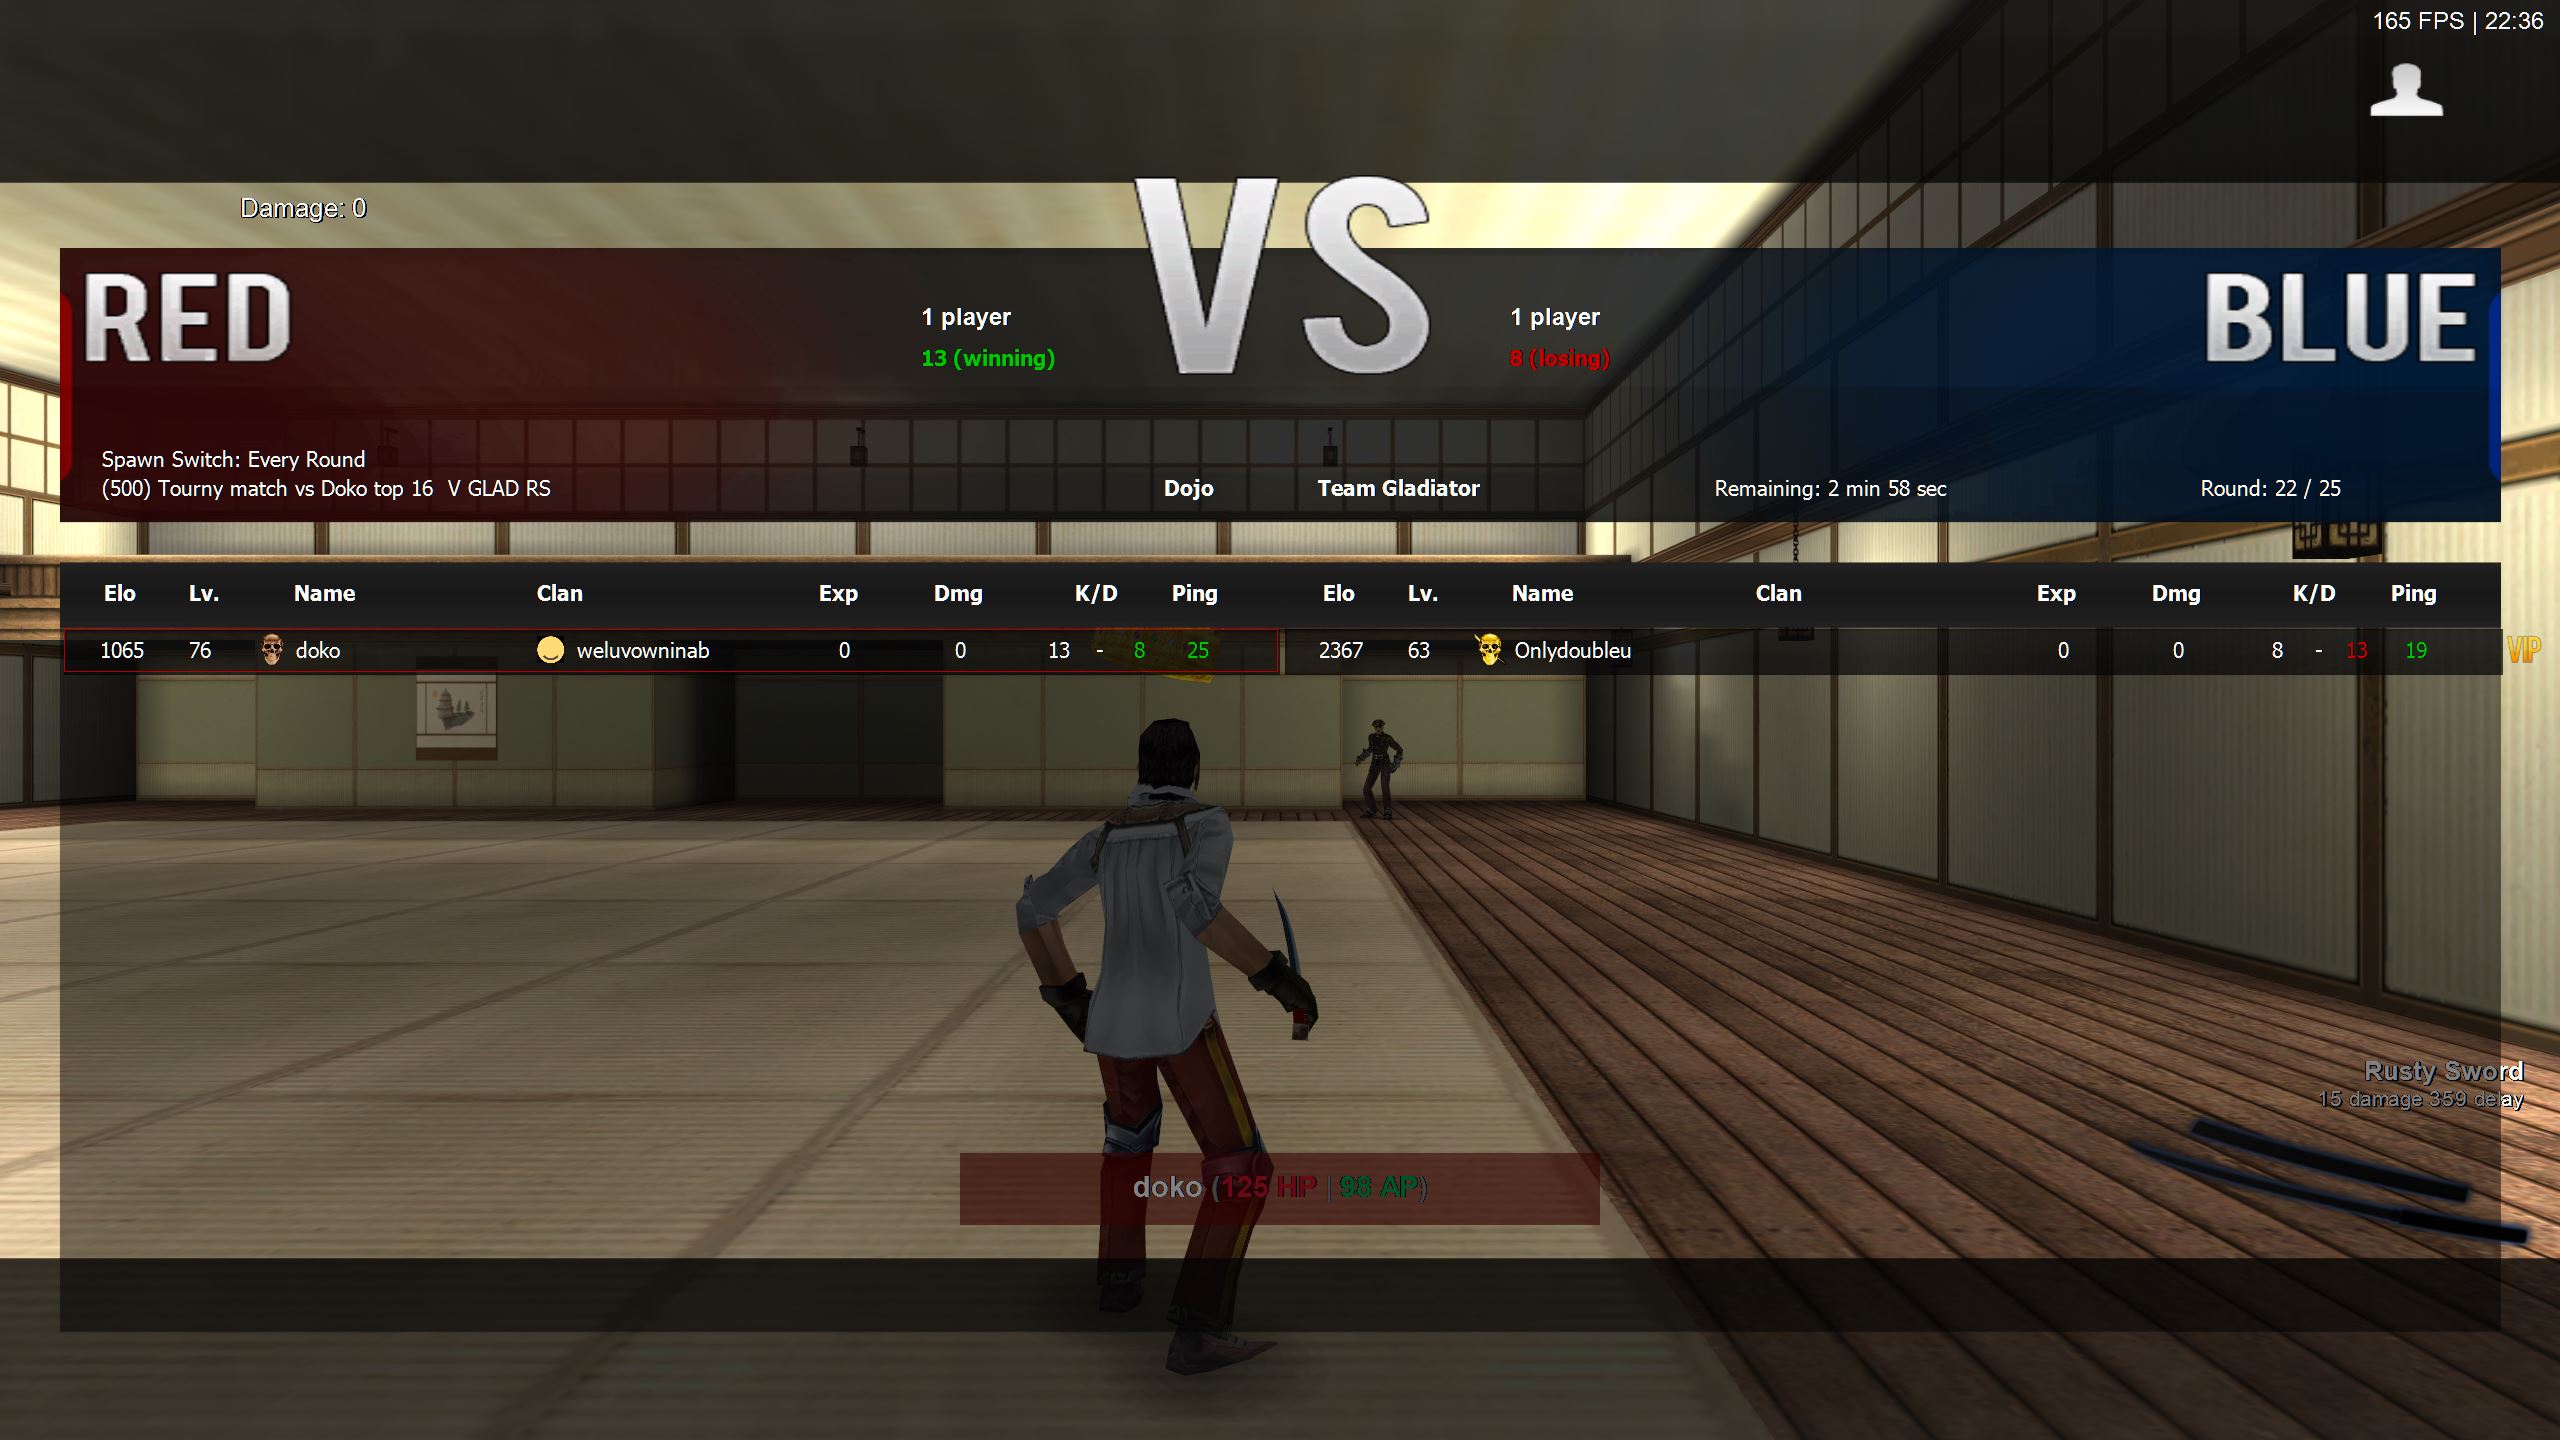 165 FPS | 22:36
Damage: 0
VS
RED
BLUE
1 player
1 player
13 (winning)
8 (losing)
Spawn Switch: Every Round
(500) Tourny match vs Doko top 16 V GLAD RS
Dojo
Team Gladiator
Remaining: 2 min 58 sec
Round: 22 / 25
Elo Lv. Name Clan Exp Dmg K/D Ping Elo Lv. Name Clan Exp Dmg K/D Ping
1065 76 doko weluvowninab 0 0 13 - 8 25 2367 63 Onlydoubleu 0 0 8 - 13 19 VIP
Rusty Sword
15 damage 359 delay
doko (125 HP | 98 AP)